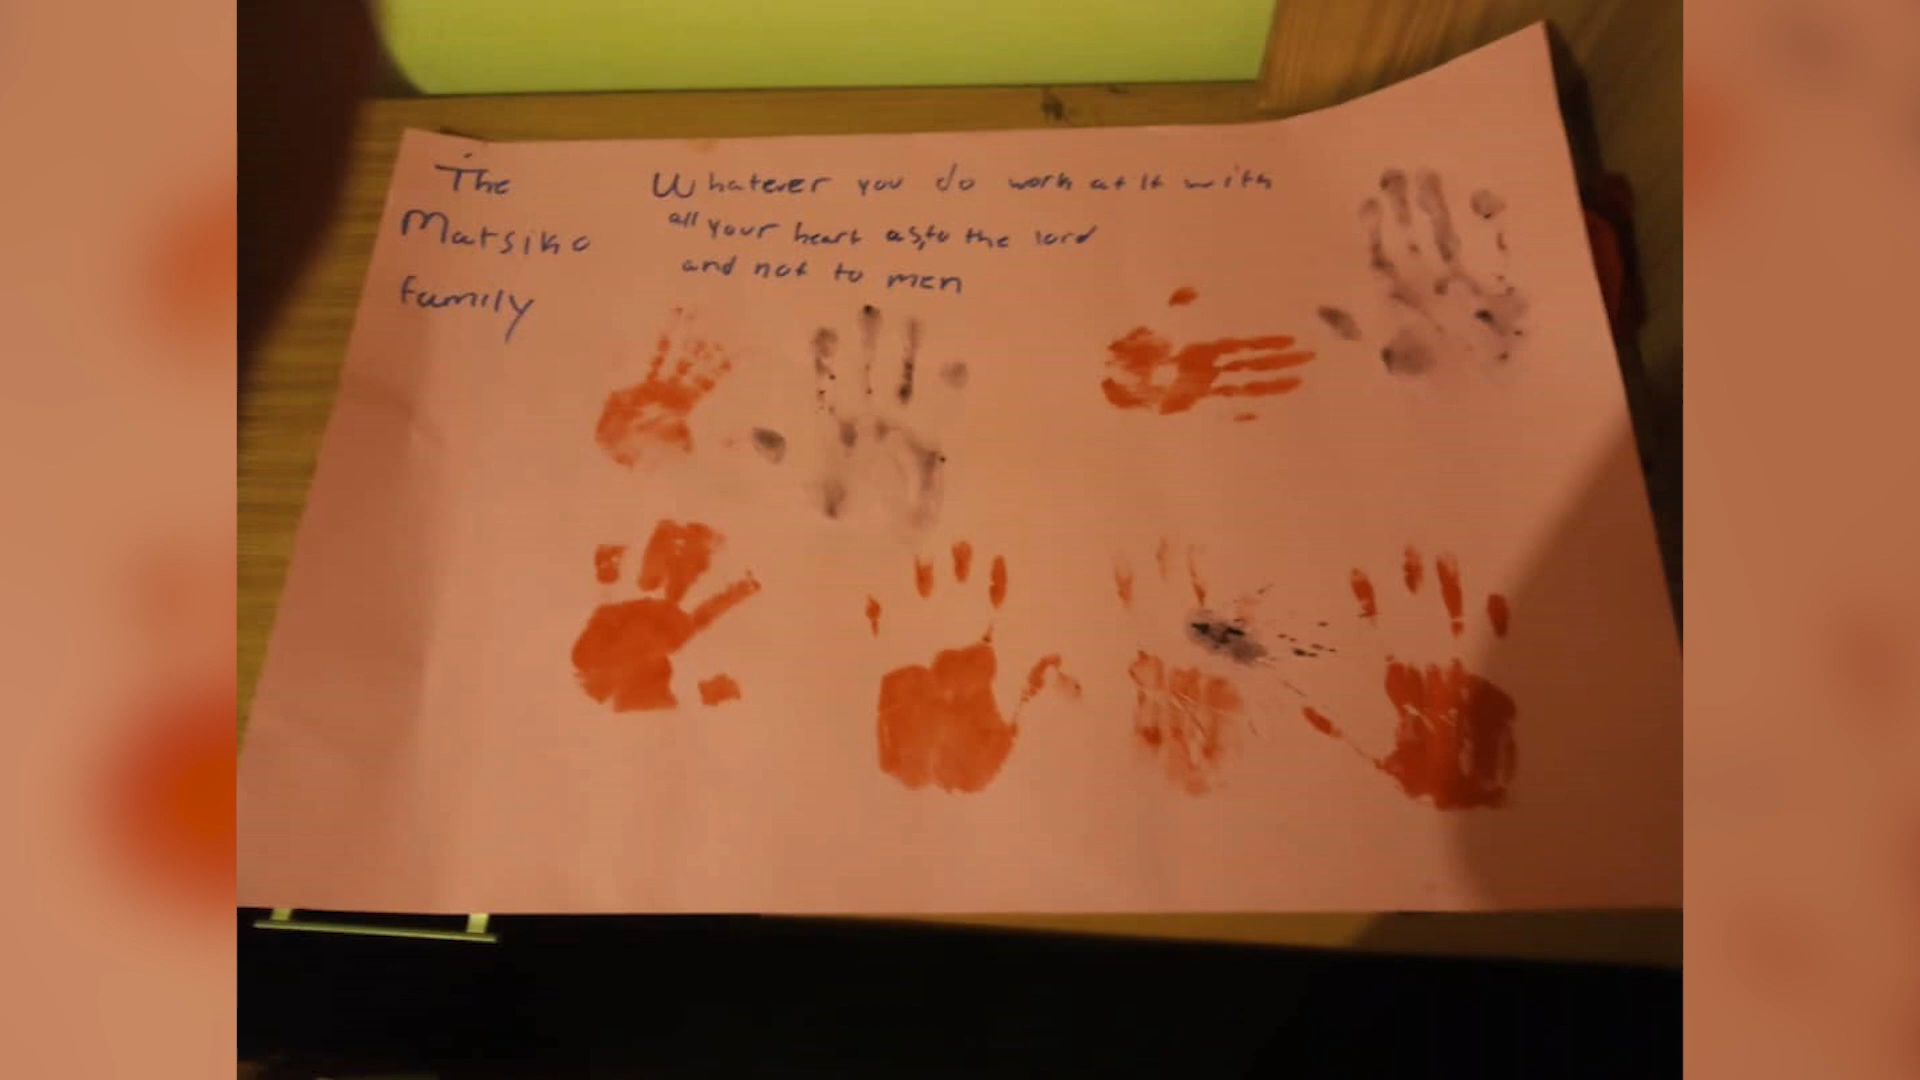 The
Matsiko
family
Whatever you do work at it with
all your heart as,to the lord
and not to men